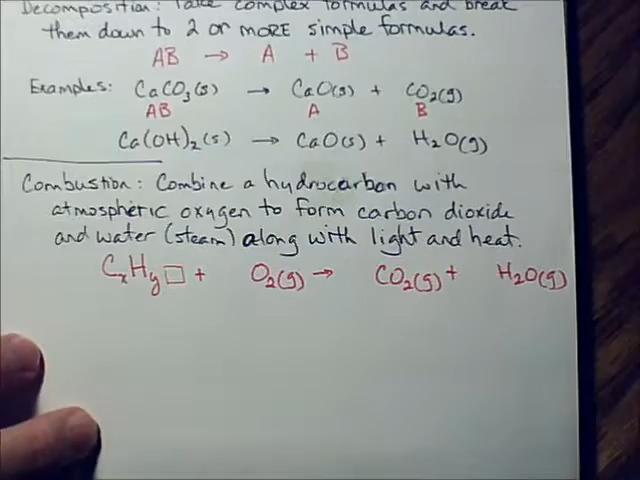 Decomposition: Take complex formulas and break
them down to 2 or MORE simple formulas.
AB → A + B
Examples: CaCO₃(s) → CaO(s) + CO₂(g)
AB A B
Ca(OH)₂(s) → CaO(s) + H₂O(g)
Combustion: Combine a hydrocarbon with
atmospheric oxygen to form carbon dioxide
and water (steam) along with light and heat.
CₓHy□ + O₂(g) → CO₂(g) + H₂O(g)